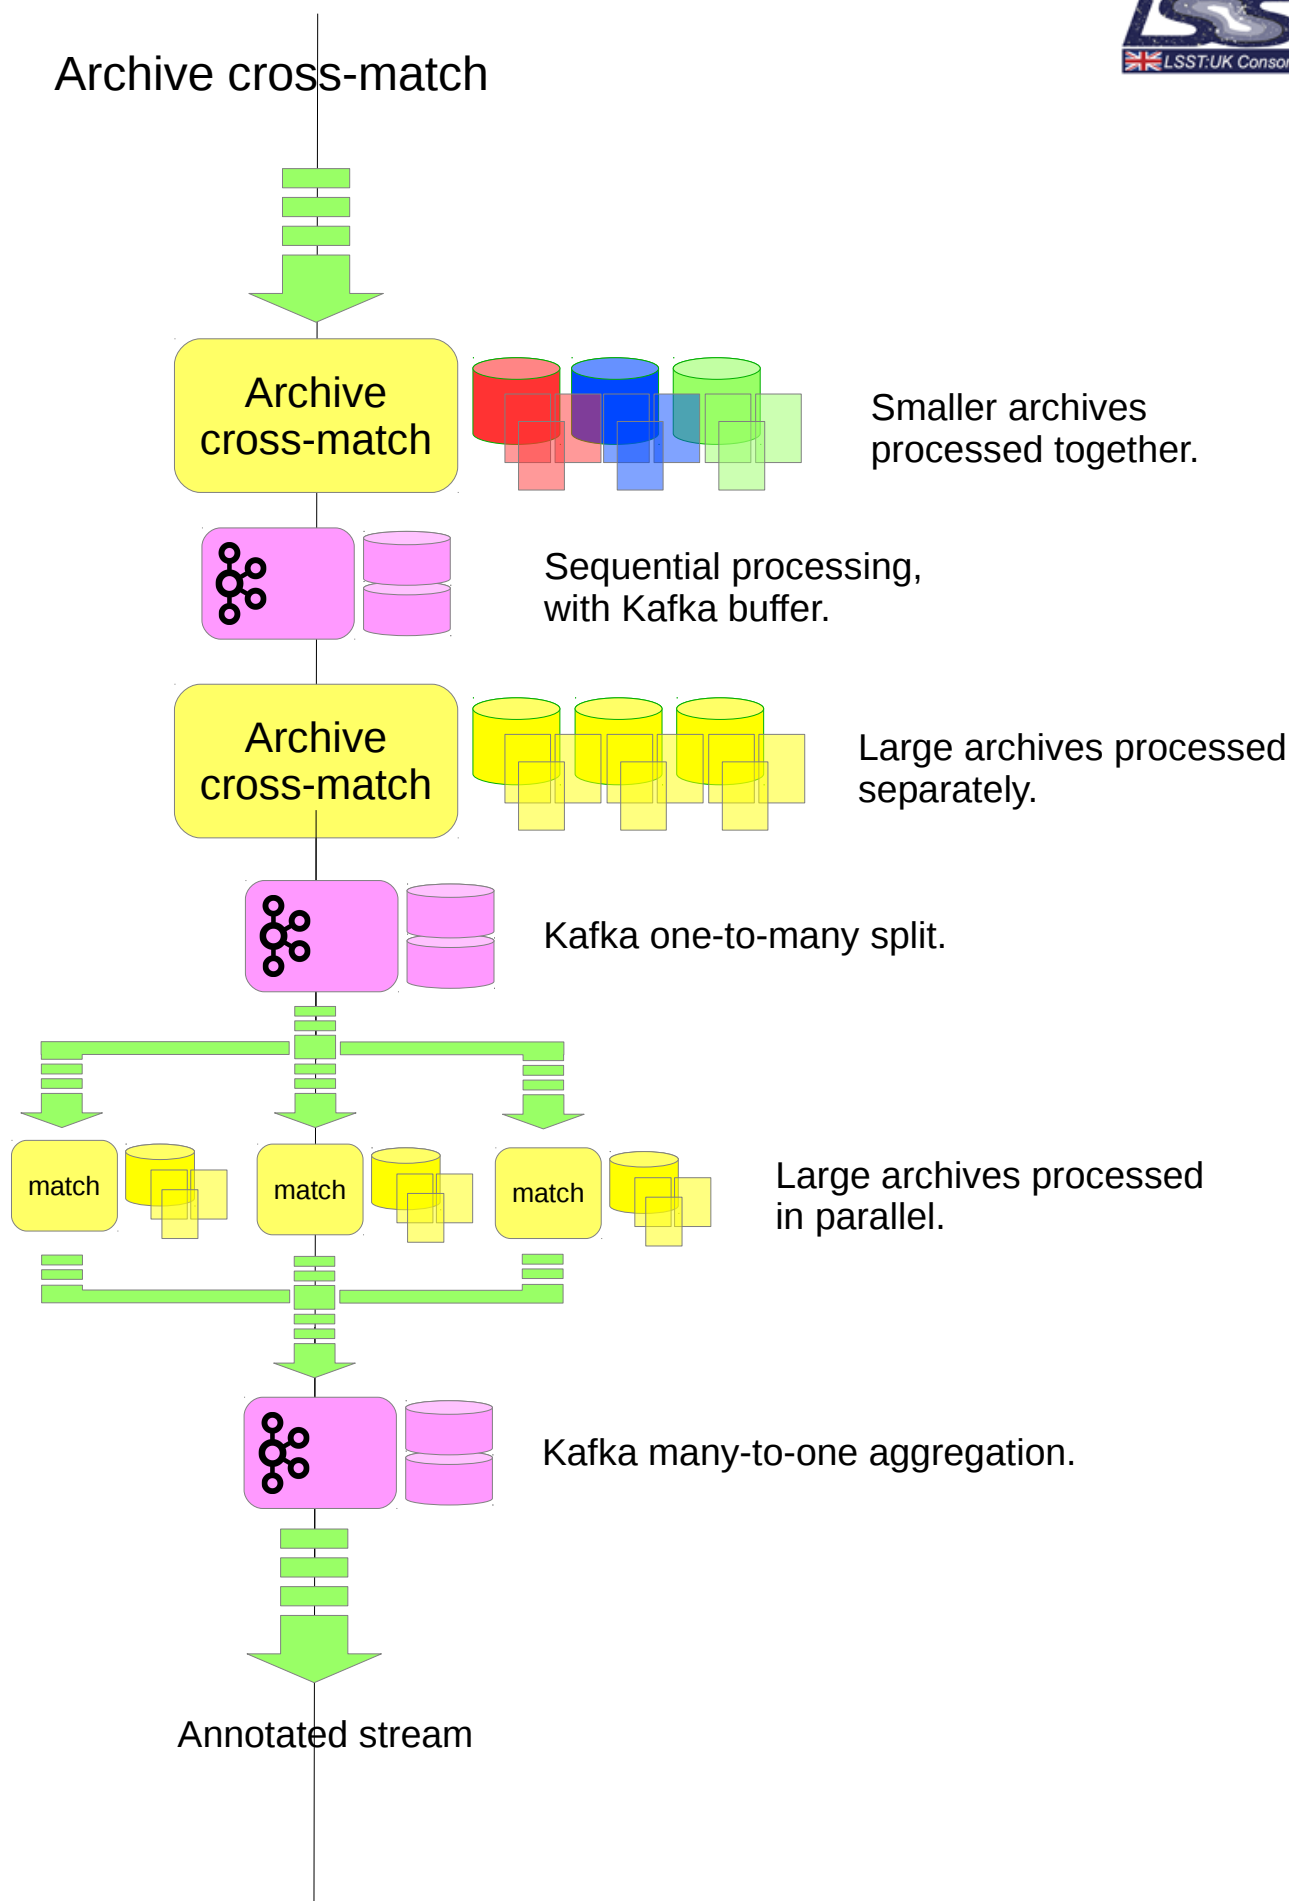 LSS
LSST:UK Consor
Archive cross-match
Archive
cross-match
Smaller archives
processed together.
Sequential processing,
with Kafka buffer.
Archive
cross-match
Large archives processed
separately.
Kafka one-to-many split.
match
match
match
Large archives processed
in parallel.
Kafka many-to-one aggregation.
Annotated stream